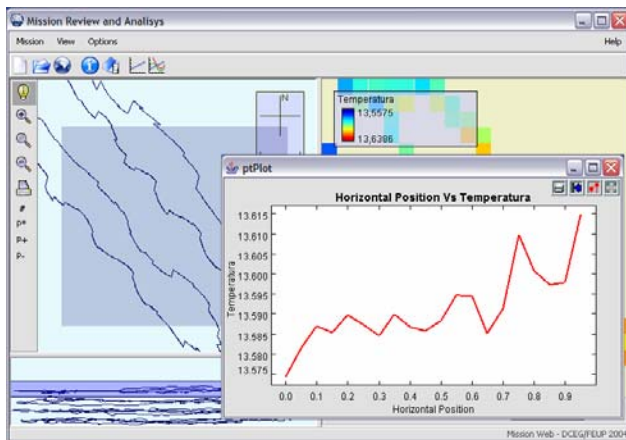 Mission Review and Analisys
Mission View Options Help
N
Temperatura
13,5575
13,6386
P*
P+
P-
ptPlot
Horizontal Position Vs Temperatura
13.615
13.610
13.605
13.600
13.595
13.590
13.585
13.580
13.575
Temperatura
0.0 0.1 0.2 0.3 0.4 0.5 0.6 0.7 0.8 0.9
Horizontal Position
Mission Web - DCEG/FEUP 2004